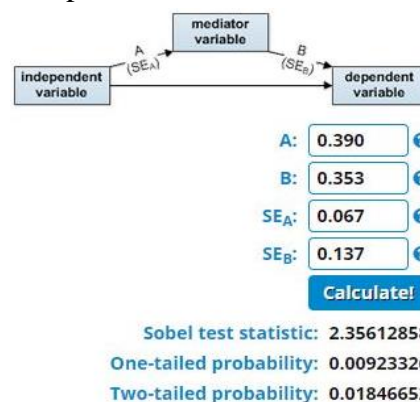 mediator
variable
A
(SEA)
B
(SEB)
independent
variable
dependent
variable
A: 0.390
B: 0.353
SEA: 0.067
SEB: 0.137
Calculate!
Sobel test statistic: 2.3561285
One-tailed probability: 0.0092332
Two-tailed probability: 0.0184665